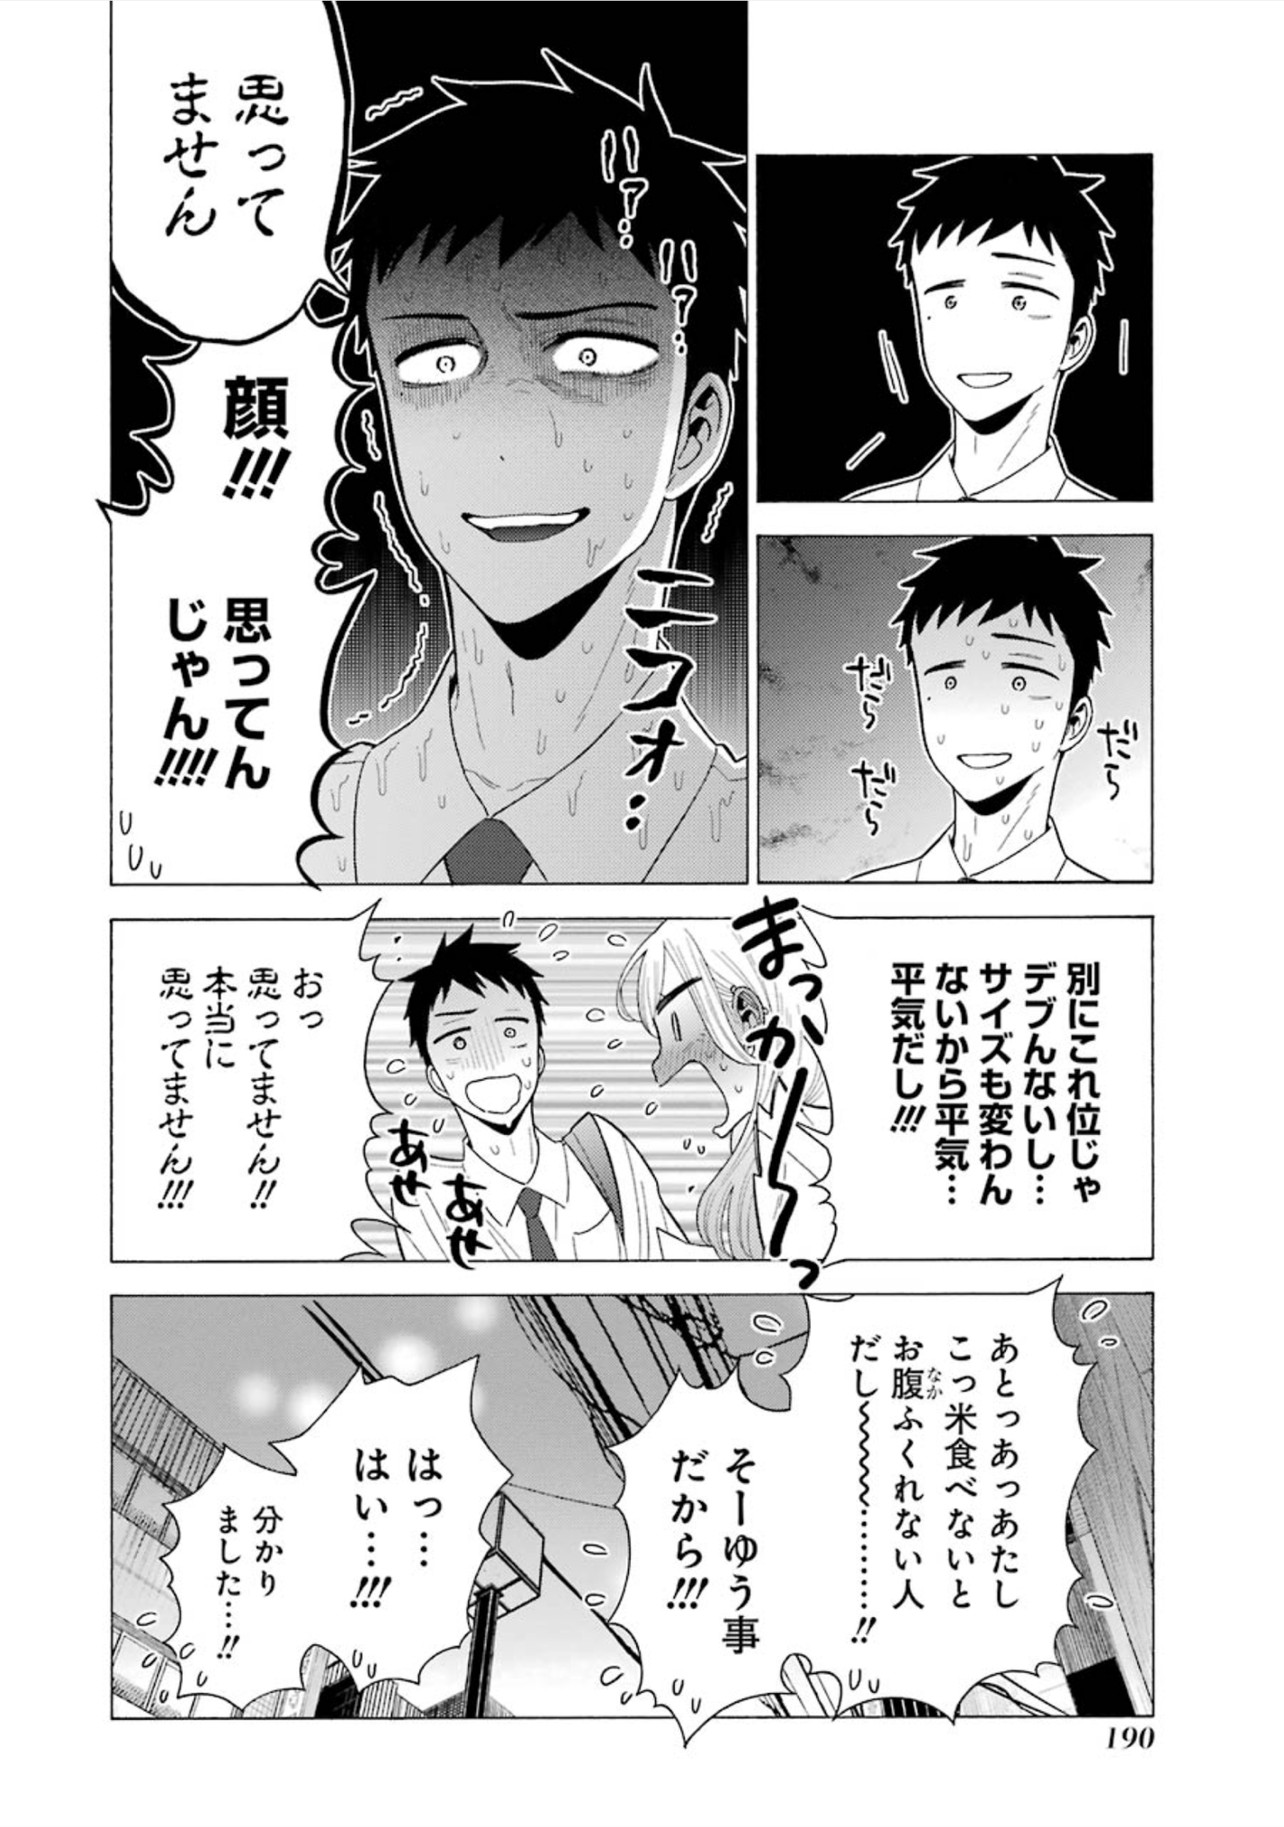 だら
だら
だら
ニコォ…
思って
ません
顔!!!
思ってん
じゃん!!!!!
別にこれ位じゃ
デブんないし…
サイズも変わん
ないから平気…
平気だし!!!
まっかーーっ
あせ
あせ
おっ
思ってません!!
本当に
思ってません!!!
あとっあっあたし
こっ米食べないと
お腹ふくれない人
なか
だし〜〜〜〜…………!!
そーゆう事
だから!!!
はっ…
はい…!!!
分かり
ました…!!
190